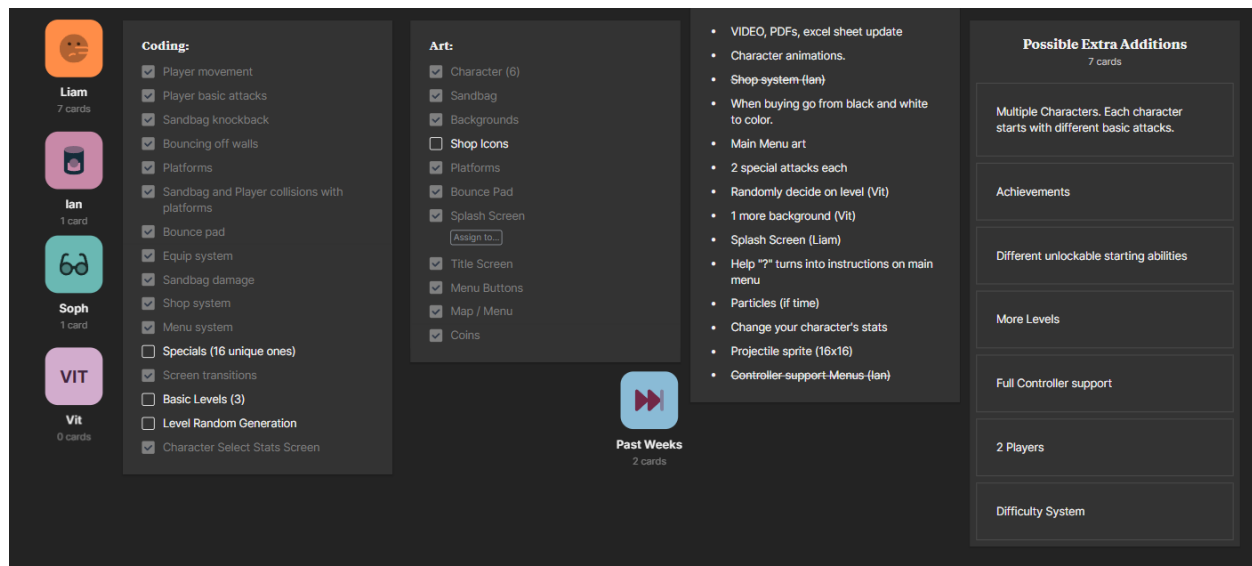 Liam
7 cards
Ian
1 card
Soph
1 card
VIT
Vit
0 cards
Coding:
Player movement
Player basic attacks
Sandbag knockback
Bouncing off walls
Platforms
Sandbag and Player collisions with
platforms
Bounce pad
Equip system
Sandbag damage
Shop system
Menu system
Specials (16 unique ones)
Screen transitions
Basic Levels (3)
Level Random Generation
Character Select Stats Screen
Art:
Character (6)
Sandbag
Backgrounds
Shop Icons
Platforms
Bounce Pad
Splash Screen
Assign to...
Title Screen
Menu Buttons
Map / Menu
Coins
Past Weeks
2 cards
VIDEO, PDFs, excel sheet update
Character animations.
Shop system (Ian)
When buying go from black and white
to color.
Main Menu art
2 special attacks each
Randomly decide on level (Vit)
1 more background (Vit)
Splash Screen (Liam)
Help "?" turns into instructions on main
menu
Particles (if time)
Change your character's stats
Projectile sprite (16x16)
Controller support Menus (Ian)
Possible Extra Additions
7 cards
Multiple Characters. Each character
starts with different basic attacks.
Achievements
Different unlockable starting abilities
More Levels
Full Controller support
2 Players
Difficulty System